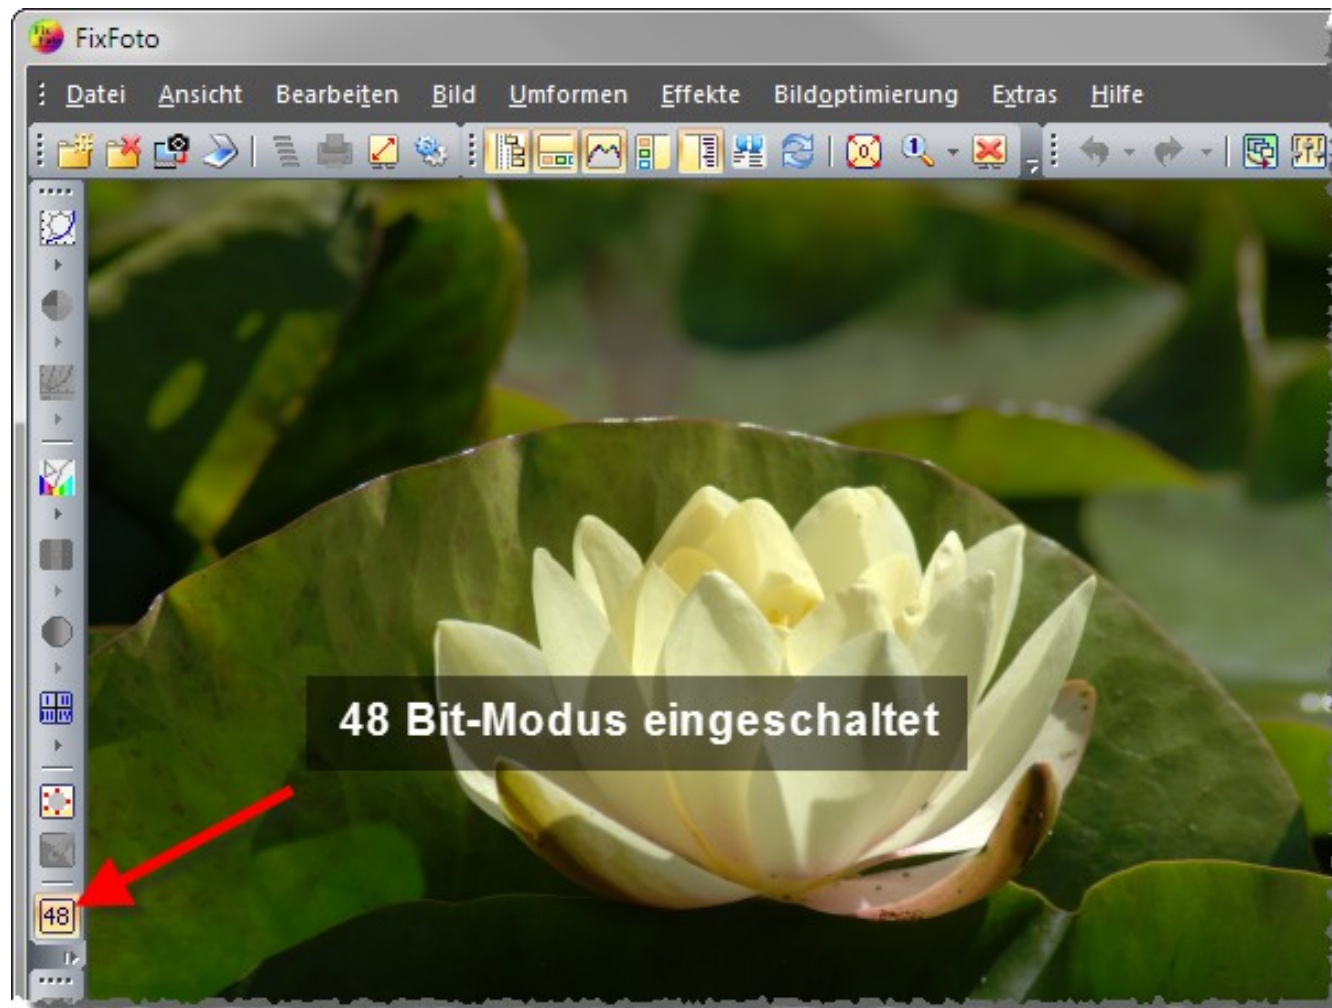 FixFoto
Datei Ansicht Bearbeiten Bild Umformen Effekte Bildoptimierung Extras Hilfe
48 Bit-Modus eingeschaltet
48